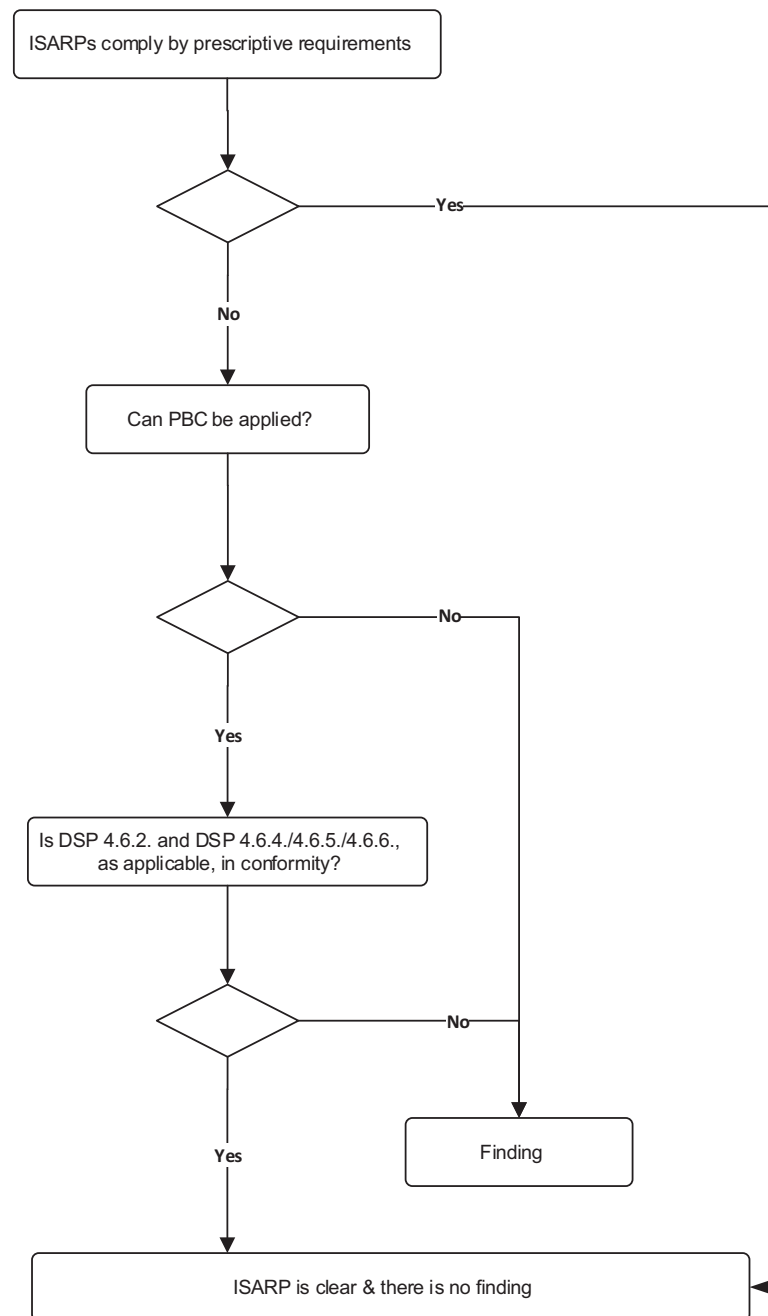 ISARPs comply by prescriptive requirements
Yes
No
Can PBC be applied?
No
Yes
Is DSP 4.6.2. and DSP 4.6.4./4.6.5./4.6.6.,
as applicable, in conformity?
No
Finding
Yes
ISARP is clear & there is no finding